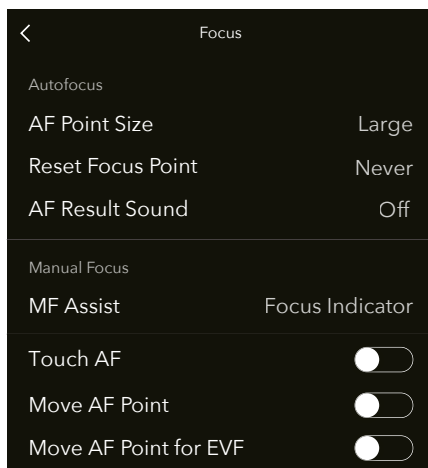 Focus
Autofocus
AF Point Size Large
Reset Focus Point Never
AF Result Sound Off
Manual Focus
MF Assist Focus Indicator
Touch AF
Move AF Point
Move AF Point for EVF